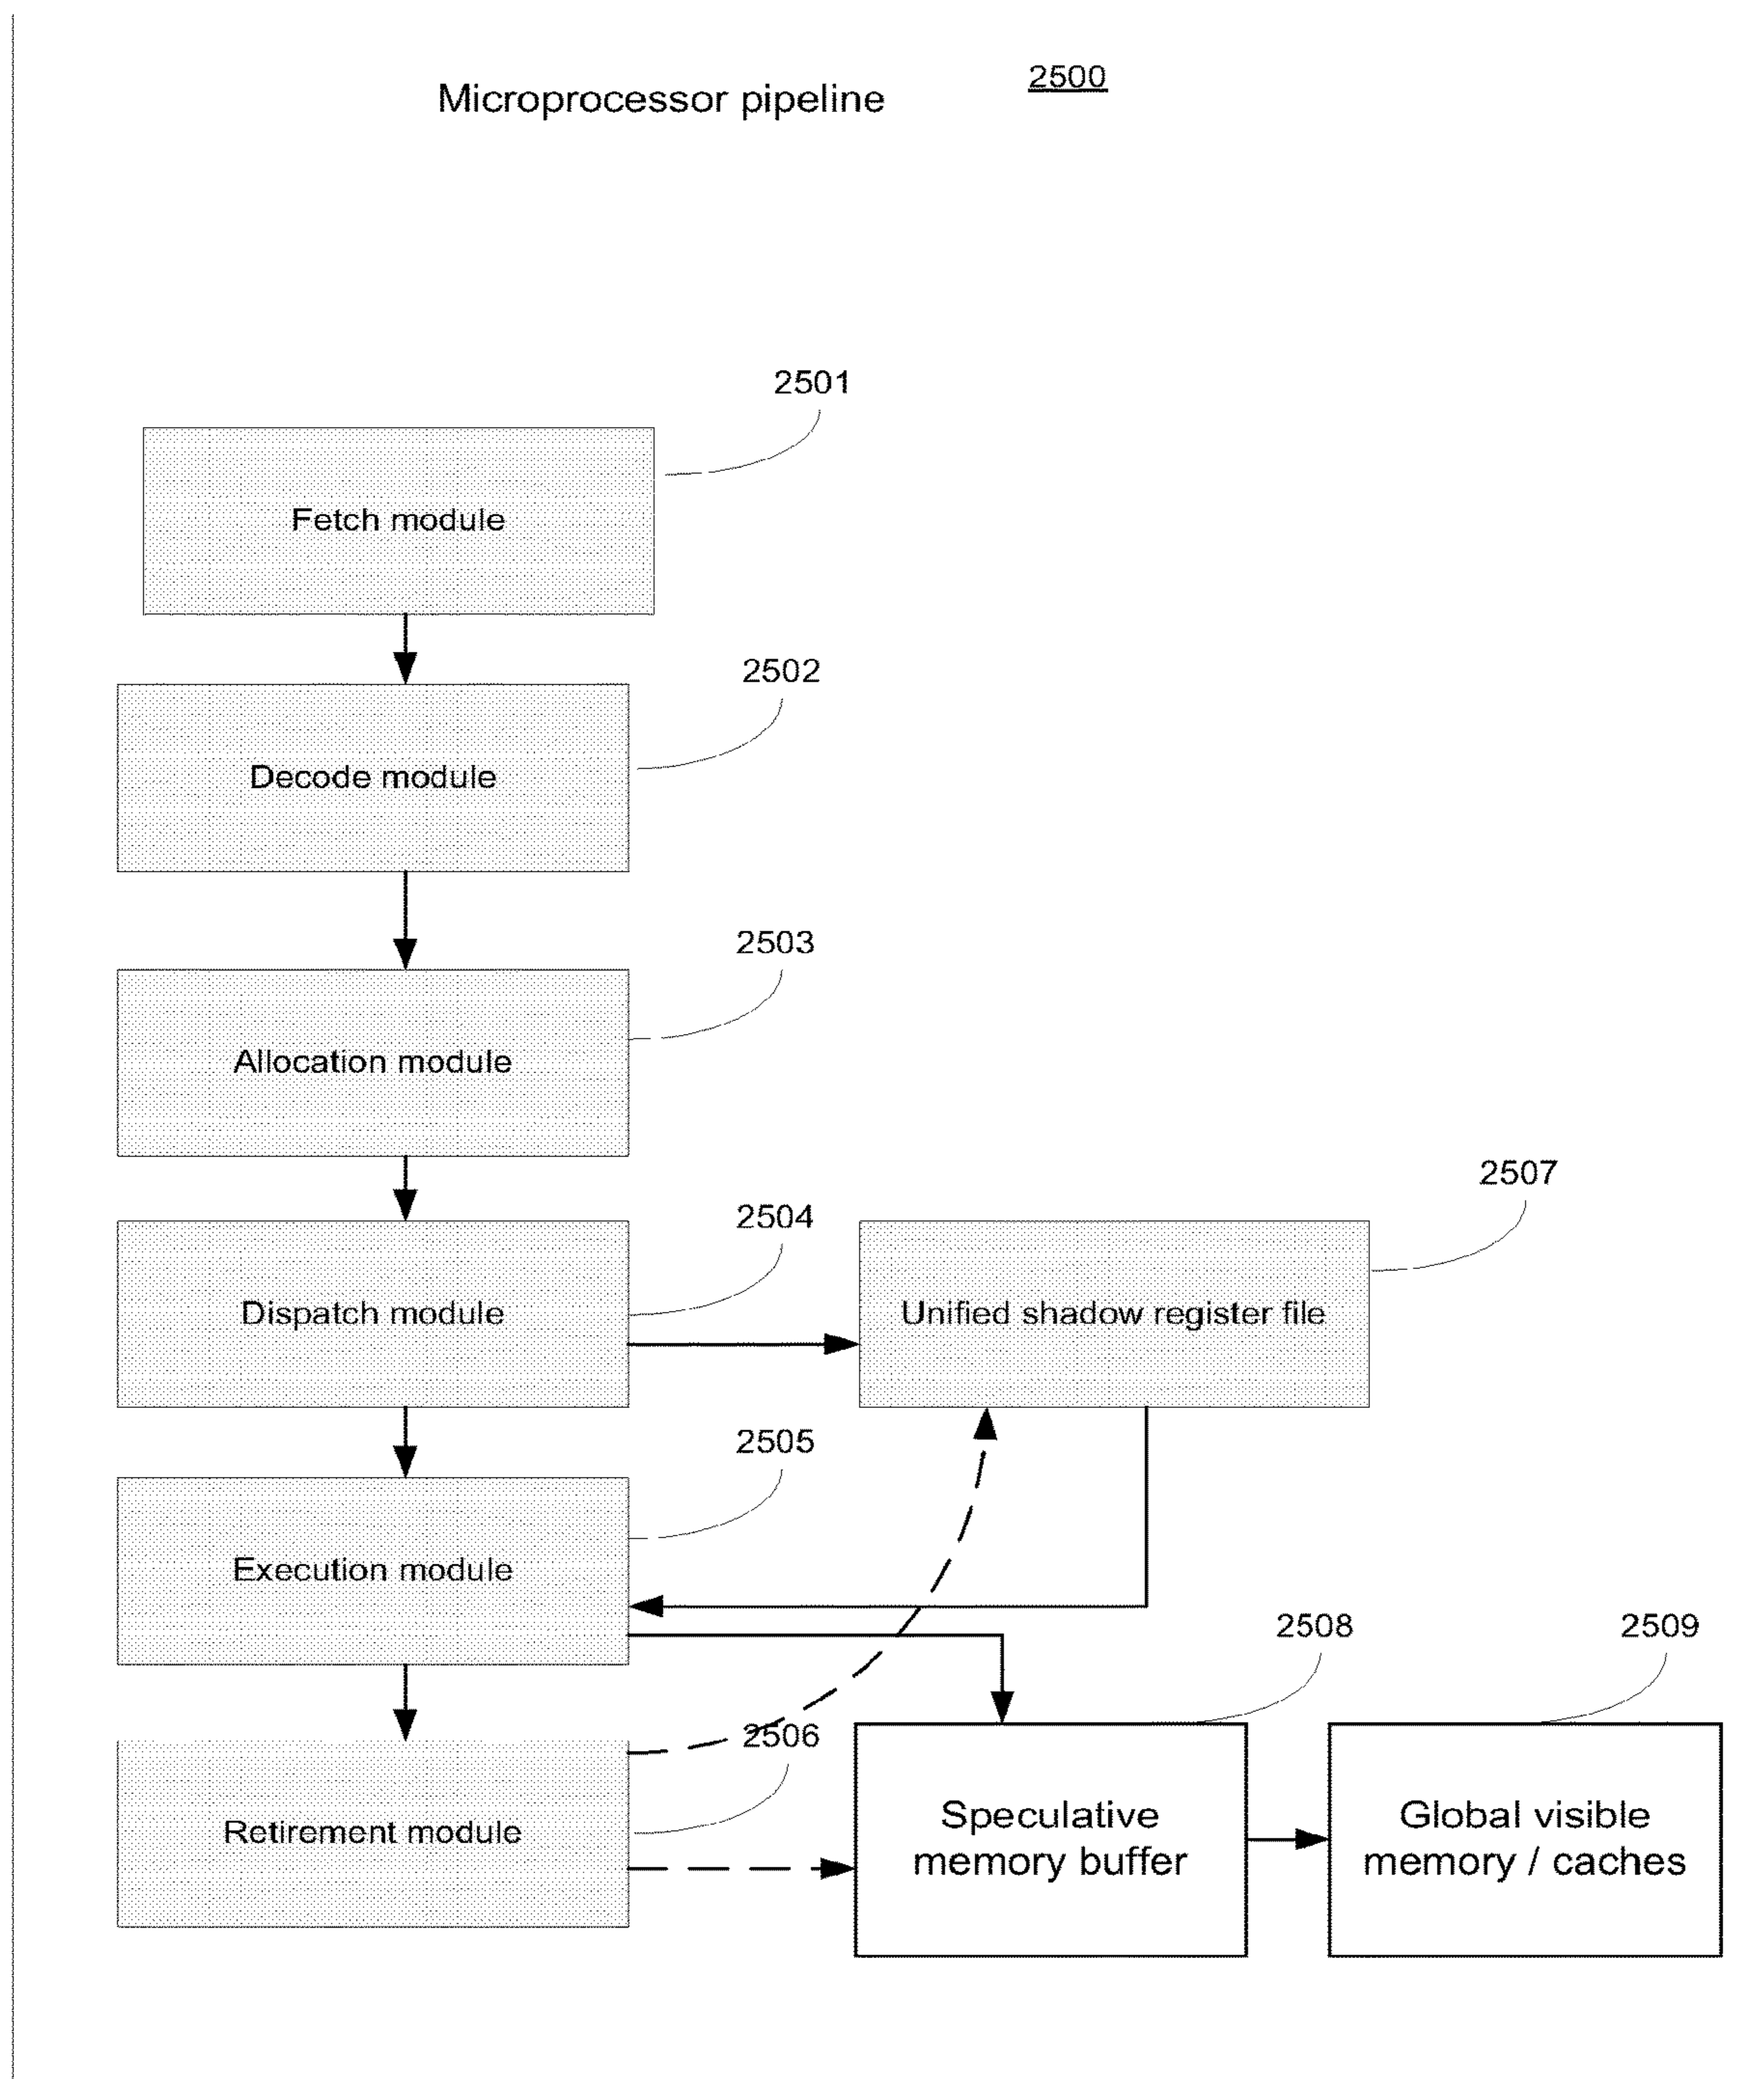 Microprocessor pipeline
2500
2501
Fetch module
2502
Decode module
2503
Allocation module
2504
Dispatch module
2507
Unified shadow register file
2505
Execution module
2506
Retirement module
2508
Speculative
memory buffer
2509
Global visible
memory / caches